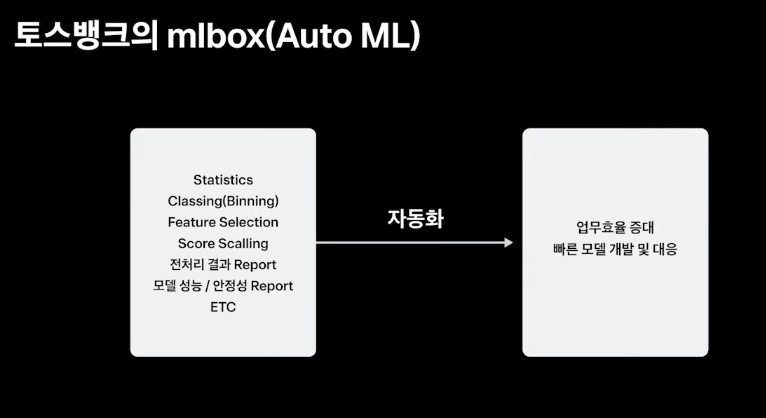 토스뱅크의 mlbox(Auto ML)
Statistics
Classing(Binning)
Feature Selection
Score Scalling
전처리 결과 Report
모델 성능 / 안정성 Report
ETC
자동화
업무효율 증대
빠른 모델 개발 및 대응